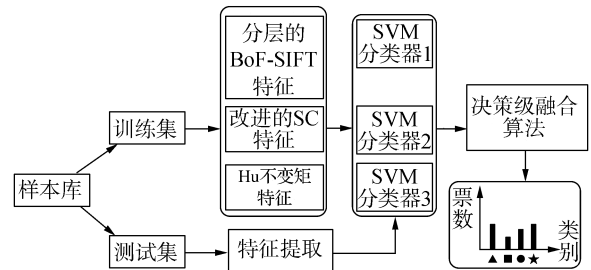 样本库
训练集
测试集
分层的
BoF-SIFT
特征
改进的SC
特征
Hu不变矩
特征
特征提取
SVM
分类器1
SVM
分类器2
SVM
分类器3
决策级融合
算法
票数
类别